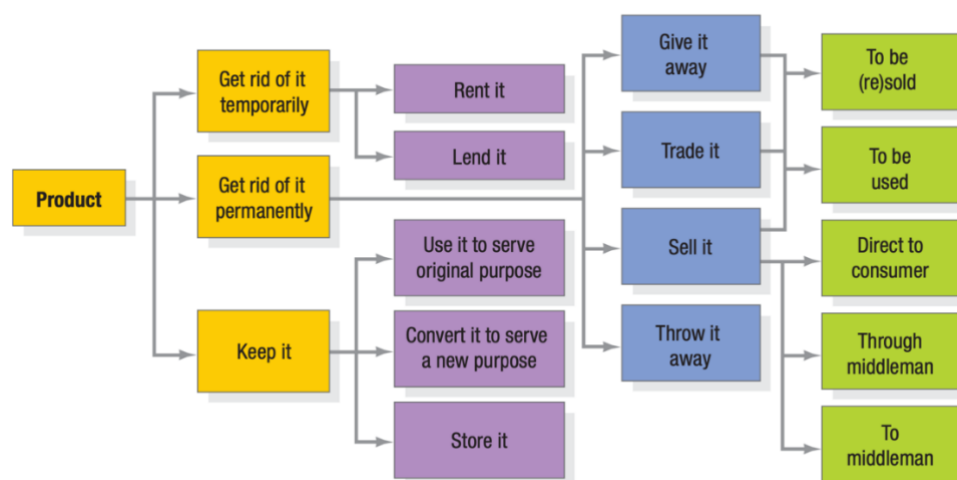 Product
Get rid of it
temporarily
Get rid of it
permanently
Keep it
Rent it
Lend it
Use it to serve
original purpose
Convert it to serve
a new purpose
Store it
Give it
away
Trade it
Sell it
Throw it
away
To be
(re)sold
To be
used
Direct to
consumer
Through
middleman
To
middleman